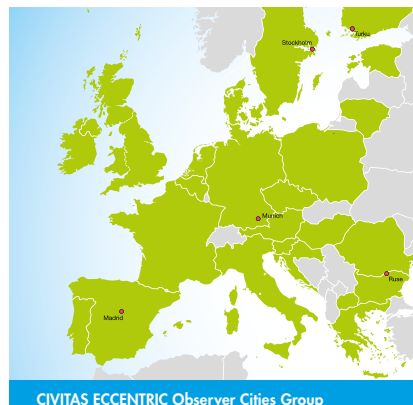 Turku
Stockholm
Munich
Ruse
Madrid
CIVITAS ECCENTRIC Observer Cities Group